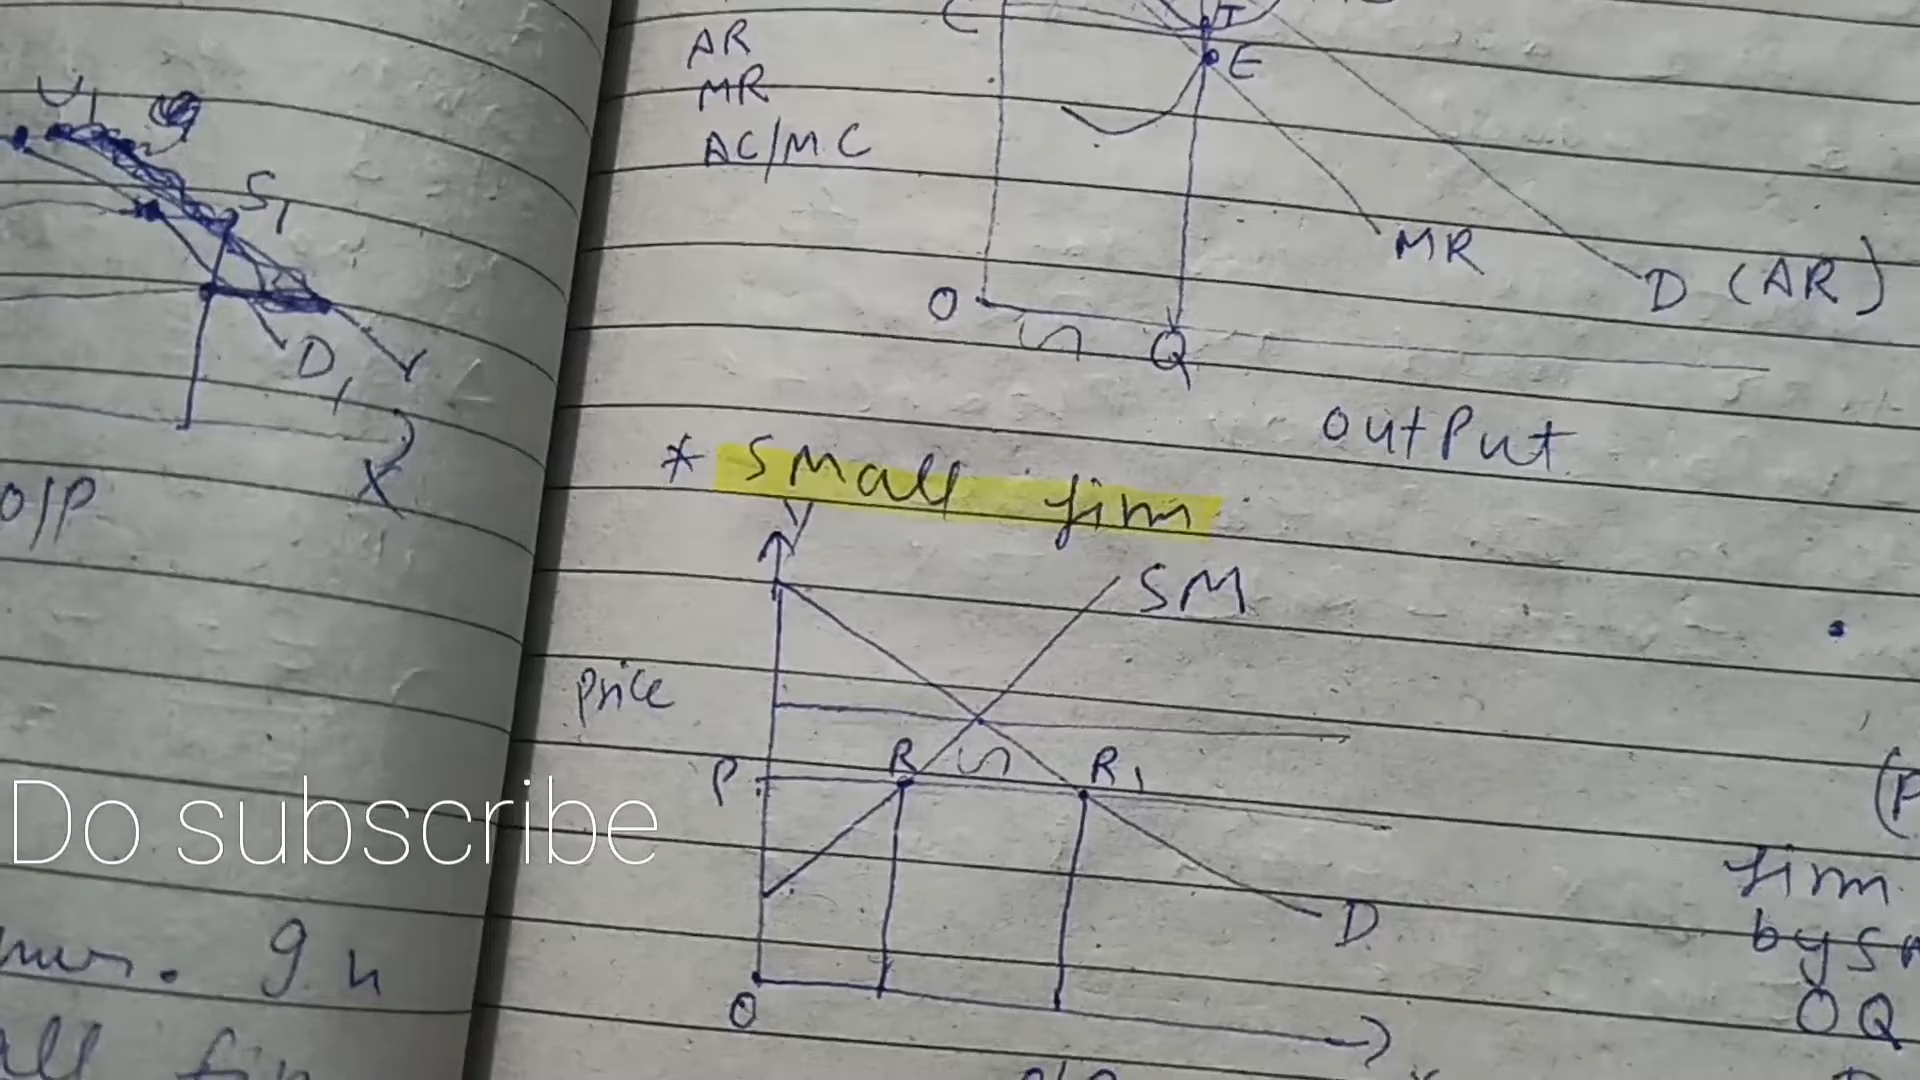 AR
MR
AC/MC
E
MR
D (AR)
O
Q
output
* Small firm
Y
SM
price
P
R
R1
D
O
S1
D1
X
O/P
Do subscribe
firm
OQ